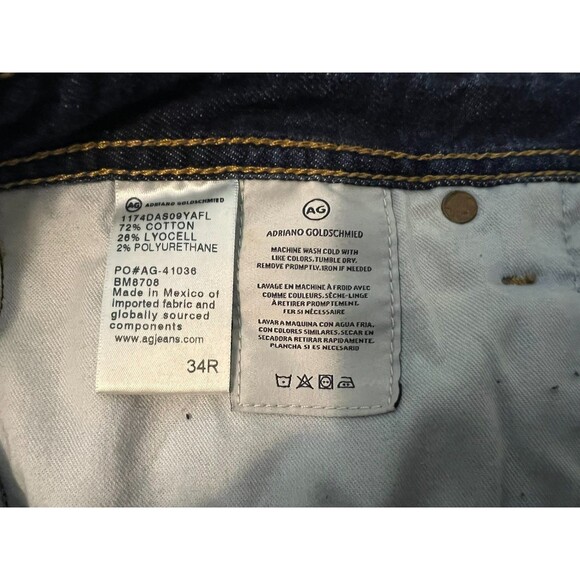 AG ADRIANO GOLDSCHMIED
1174DAS09YAFL
72% COTTON
26% LYOCELL
2% POLYURETHANE
PO#AG-41036
BM8708
Made in Mexico of
imported fabric and
globally sourced
components
www.agjeans.com
34R
AG
ADRIANO GOLDSCHMIED
MACHINE WASH COLD WITH
LIKE COLORS. TUMBLE DRY.
REMOVE PROMPTLY. IRON IF NEEDED
LAVAGE EN MACHINE À FROID AVEC
COMME COULEURS. SÈCHE-LINGE
À RETIRER PROMPTEMENT.
FER SI NÉCESSAIRE
LAVAR A MAQUINA CON AGUA FRIA.
CON COLORES SIMILARES. SECAR EN
SECADORA RETIRAR RAPIDAMENTE.
PLANCHA SI ES NECESARIO